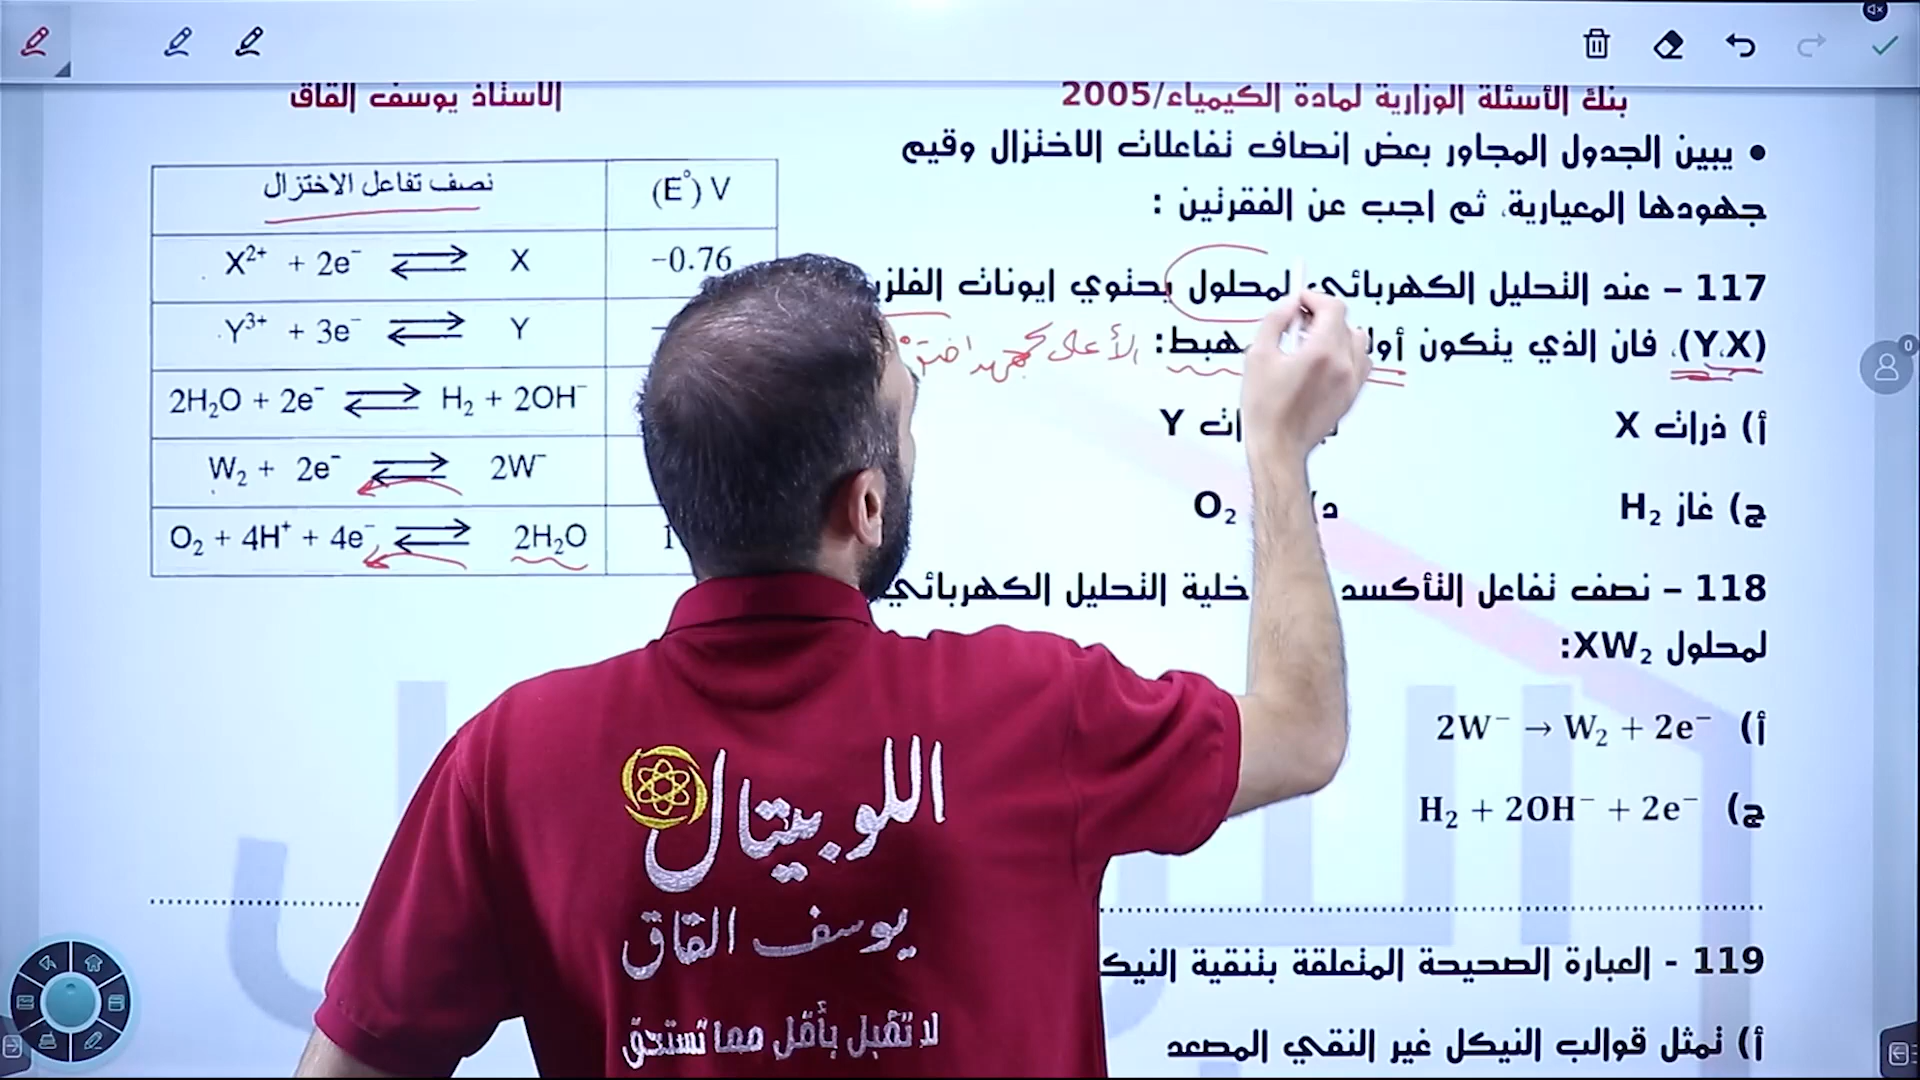 بنك الأسئلة الوزارية لمادة الكيمياء/2005
الاستاذ يوسف القاق
• يبين الجدول المجاور بعض انصاف تفاعلات الاختزال وقيم
جهودها المعيارية، ثم اجب عن الفقرتين :
نصف تفاعل الاختزال (E°) V
X²⁺ + 2e⁻ ⇌ X −0.76
Y³⁺ + 3e⁻ ⇌ Y
2H₂O + 2e⁻ ⇌ H₂ + 2OH⁻
W₂ + 2e⁻ ⇌ 2W⁻
O₂ + 4H⁺ + 4e⁻ ⇌ 2H₂O
117 – عند التحليل الكهربائي لمحلول يحتوي ايونات
(Y،X)، فان الذي يتكون هبط:
الأعلى جهد
أ) ذرات X
Y
ج) غاز H₂
د) O₂
118 – نصف تفاعل التأكسد خلية التحليل الكهربائي
لمحلول XW₂:
أ) 2W⁻ → W₂ + 2e⁻
ج) H₂ + 2OH⁻ + 2e⁻
119 - العبارة الصحيحة المتعلقة بتنقية
أ) تمثل قوالب النيكل غير النقي المصعد
اللوبيتال
يوسف القاق
لا تقبل بأقل مما تستحق
0